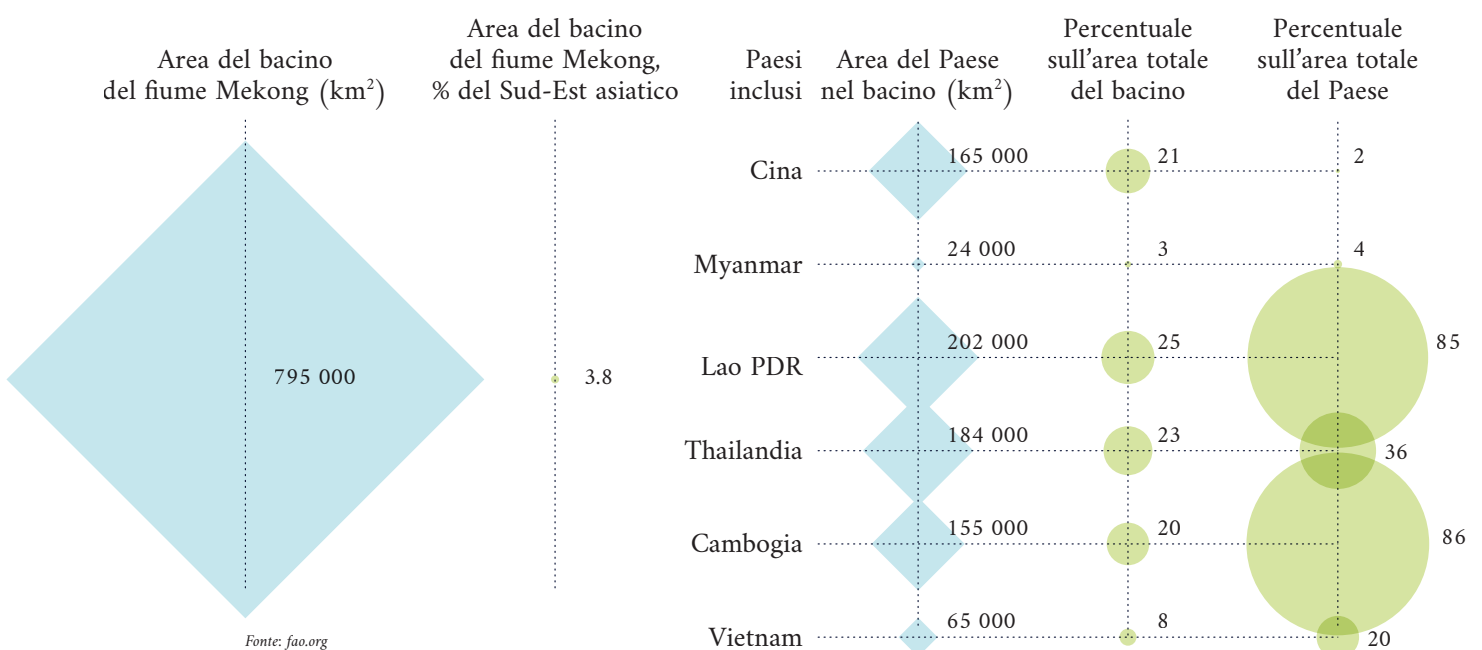 Area del bacino
del fiume Mekong (km²)
Area del bacino
del fiume Mekong,
% del Sud-Est asiatico
Paesi
inclusi
Area del Paese
nel bacino (km²)
Percentuale
sull'area totale
del bacino
Percentuale
sull'area totale
del Paese
795 000
3.8
Cina 165 000 21 2
Myanmar 24 000 3 4
Lao PDR 202 000 25 85
Thailandia 184 000 23 36
Cambogia 155 000 20 86
Vietnam 65 000 8 20
Fonte: fao.org